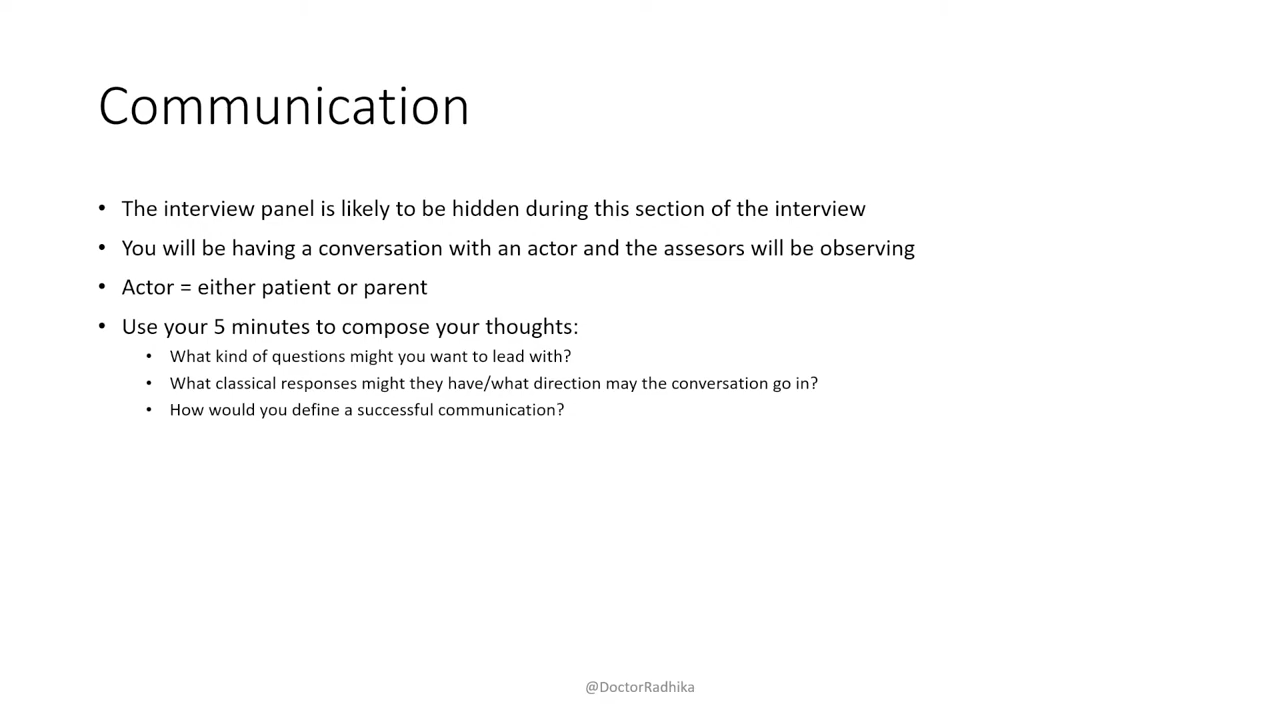 Communication
• The interview panel is likely to be hidden during this section of the interview
• You will be having a conversation with an actor and the assesors will be observing
• Actor = either patient or parent
• Use your 5 minutes to compose your thoughts:
• What kind of questions might you want to lead with?
• What classical responses might they have/what direction may the conversation go in?
• How would you define a successful communication?
@DoctorRadhika